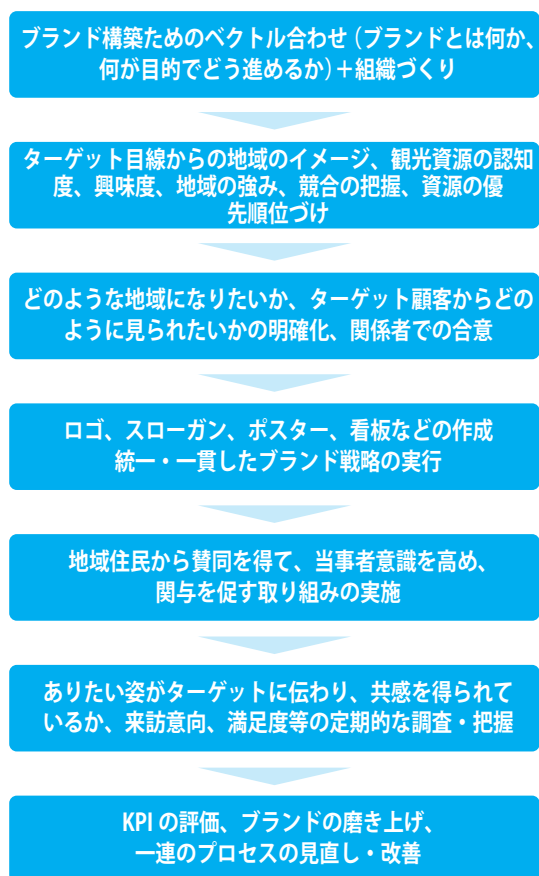 ブランド構築ためのベクトル合わせ（ブランドとは何か、
何が目的でどう進めるか）＋組織づくり
ターゲット目線からの地域のイメージ、観光資源の認知
度、興味度、地域の強み、競合の把握、資源の優
先順位づけ
どのような地域になりたいか、ターゲット顧客からどの
ように見られたいかの明確化、関係者での合意
ロゴ、スローガン、ポスター、看板などの作成
統一・一貫したブランド戦略の実行
地域住民から賛同を得て、当事者意識を高め、
関与を促す取り組みの実施
ありたい姿がターゲットに伝わり、共感を得られて
いるか、来訪意向、満足度等の定期的な調査・把握
KPI の評価、ブランドの磨き上げ、
一連のプロセスの見直し・改善